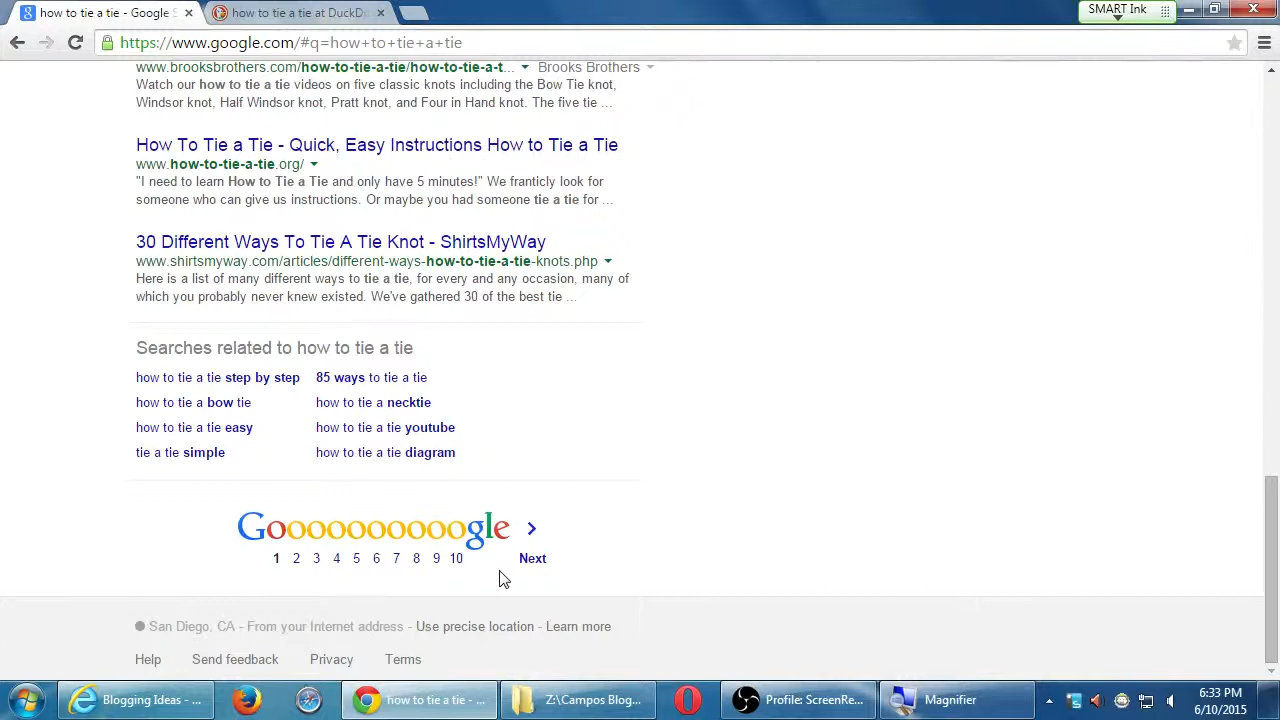 how to tie a tie - Google S
how to tie a tie at DuckDu
SMART Ink
https://www.google.com/#q=how+to+tie+a+tie
www.brooksbrothers.com/how-to-tie-a-tie/how-to-tie-a-t... Brooks Brothers
Watch our how to tie a tie videos on five classic knots including the Bow Tie knot,
Windsor knot, Half Windsor knot, Pratt knot, and Four in Hand knot. The five tie ...
How To Tie a Tie - Quick, Easy Instructions How to Tie a Tie
www.how-to-tie-a-tie.org/
"I need to learn How to Tie a Tie and only have 5 minutes!" We franticly look for
someone who can give us instructions. Or maybe you had someone tie a tie for ...
30 Different Ways To Tie A Tie Knot - ShirtsMyWay
www.shirtsmyway.com/articles/different-ways-how-to-tie-a-tie-knots.php
Here is a list of many different ways to tie a tie, for every and any occasion, many of
which you probably never knew existed. We've gathered 30 of the best tie ...
Searches related to how to tie a tie
how to tie a tie step by step 85 ways to tie a tie
how to tie a bow tie how to tie a necktie
how to tie a tie easy how to tie a tie youtube
tie a tie simple how to tie a tie diagram
Goooooooooogle
1 2 3 4 5 6 7 8 9 10 Next
San Diego, CA - From your Internet address - Use precise location - Learn more
Help Send feedback Privacy Terms
Blogging Ideas - ... how to tie a tie - ... Z:\Campos Blog... Profile: ScreenRe... Magnifier
6:33 PM
6/10/2015